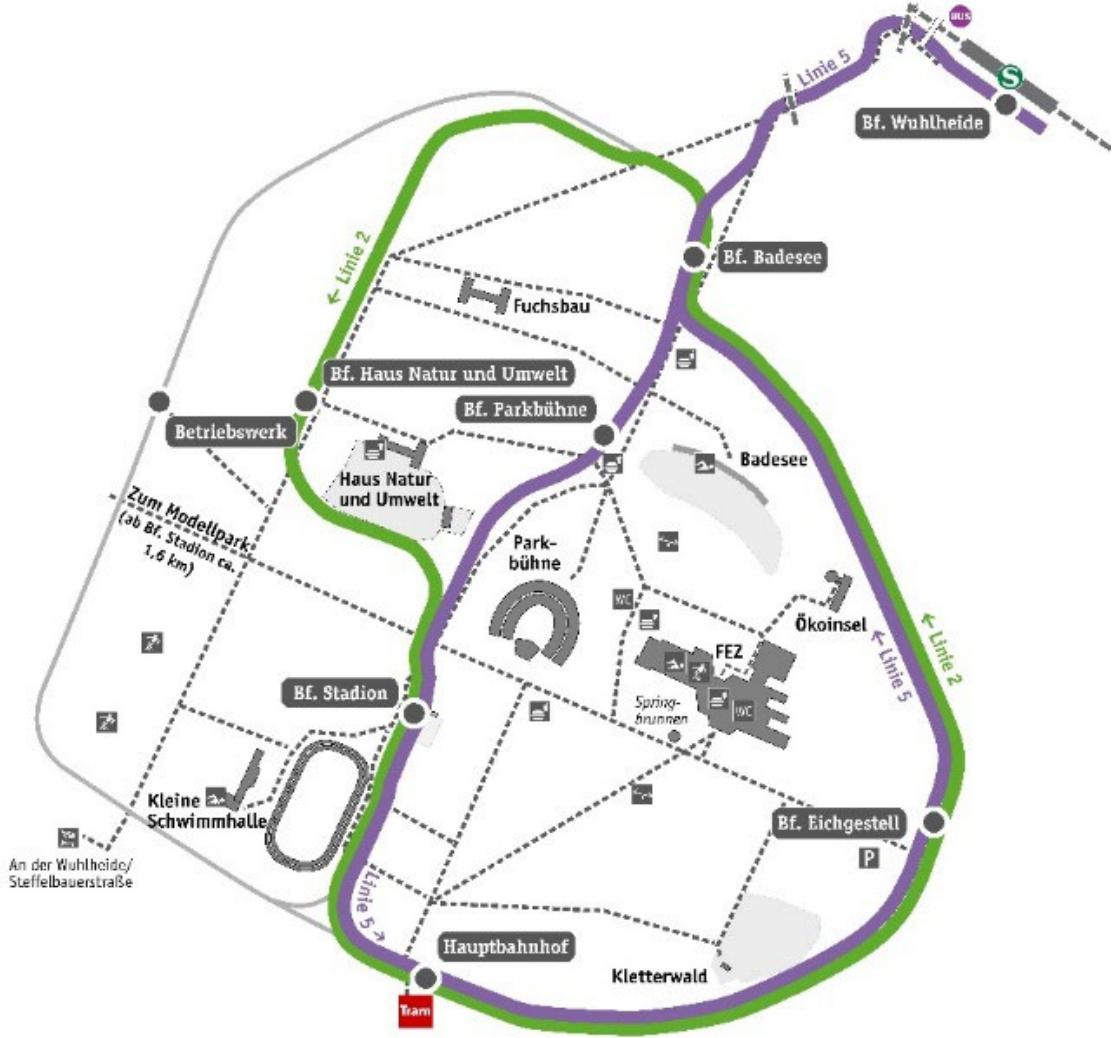 aus
← Linie 5
S
Bf. Wuhlheide
← Linie 2
Bf. Badesee
Fuchsbau
Bf. Haus Natur und Umwelt
Bf. Parkbühne
Betriebswerk
Haus Natur
und Umwelt
Badesee
Zum Modellpark
(ab Bf. Stadion ca.
1,6 km)
Park-
bühne
WC
Ökoinsel
FEZ
← Linie 2
← Linie 5
Bf. Stadion
Spring-
brunnen
WC
Kleine
Schwimmhalle
Bf. Eichgestell
P
An der Wuhlheide/
Steffelbauerstraße
Linie 5 →
Hauptbahnhof
Kletterwald
Tram